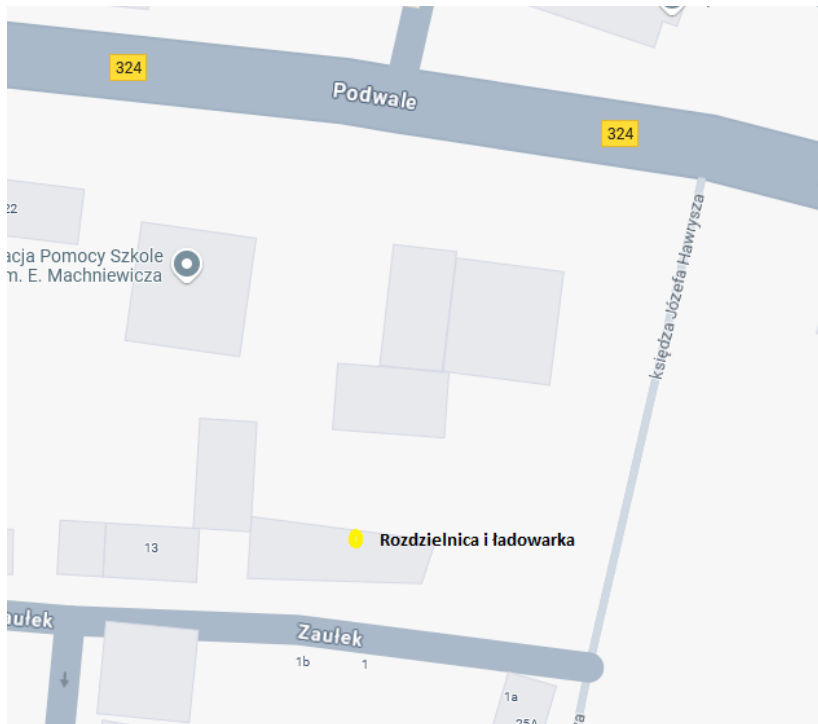 324
Podwale
324
22
acja Pomocy Szkole
m. E. Machniewicza
księdza Józefa Hawrysza
Rozdzielnica i ładowarka
13
aułek
Zaułek
1b
1
1a
25A